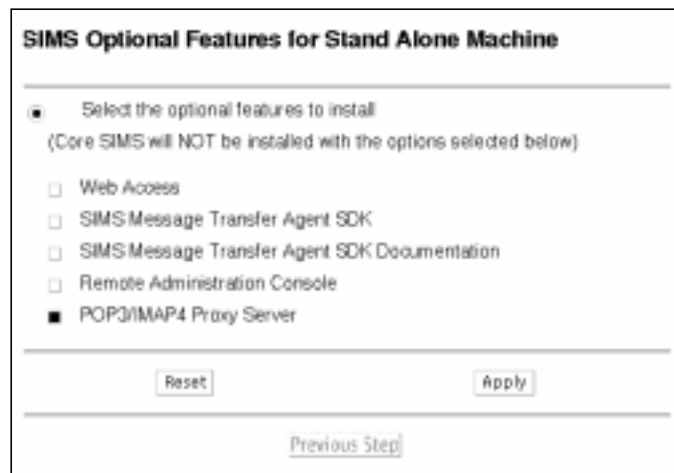 SIMS Optional Features for Stand Alone Machine
Select the optional features to install
(Core SIMS will NOT be installed with the options selected below)
Web Access
SIMS Message Transfer Agent SDK
SIMS Message Transfer Agent SDK Documentation
Remote Administration Console
POP3/IMAP4 Proxy Server
Reset Apply
Previous Step